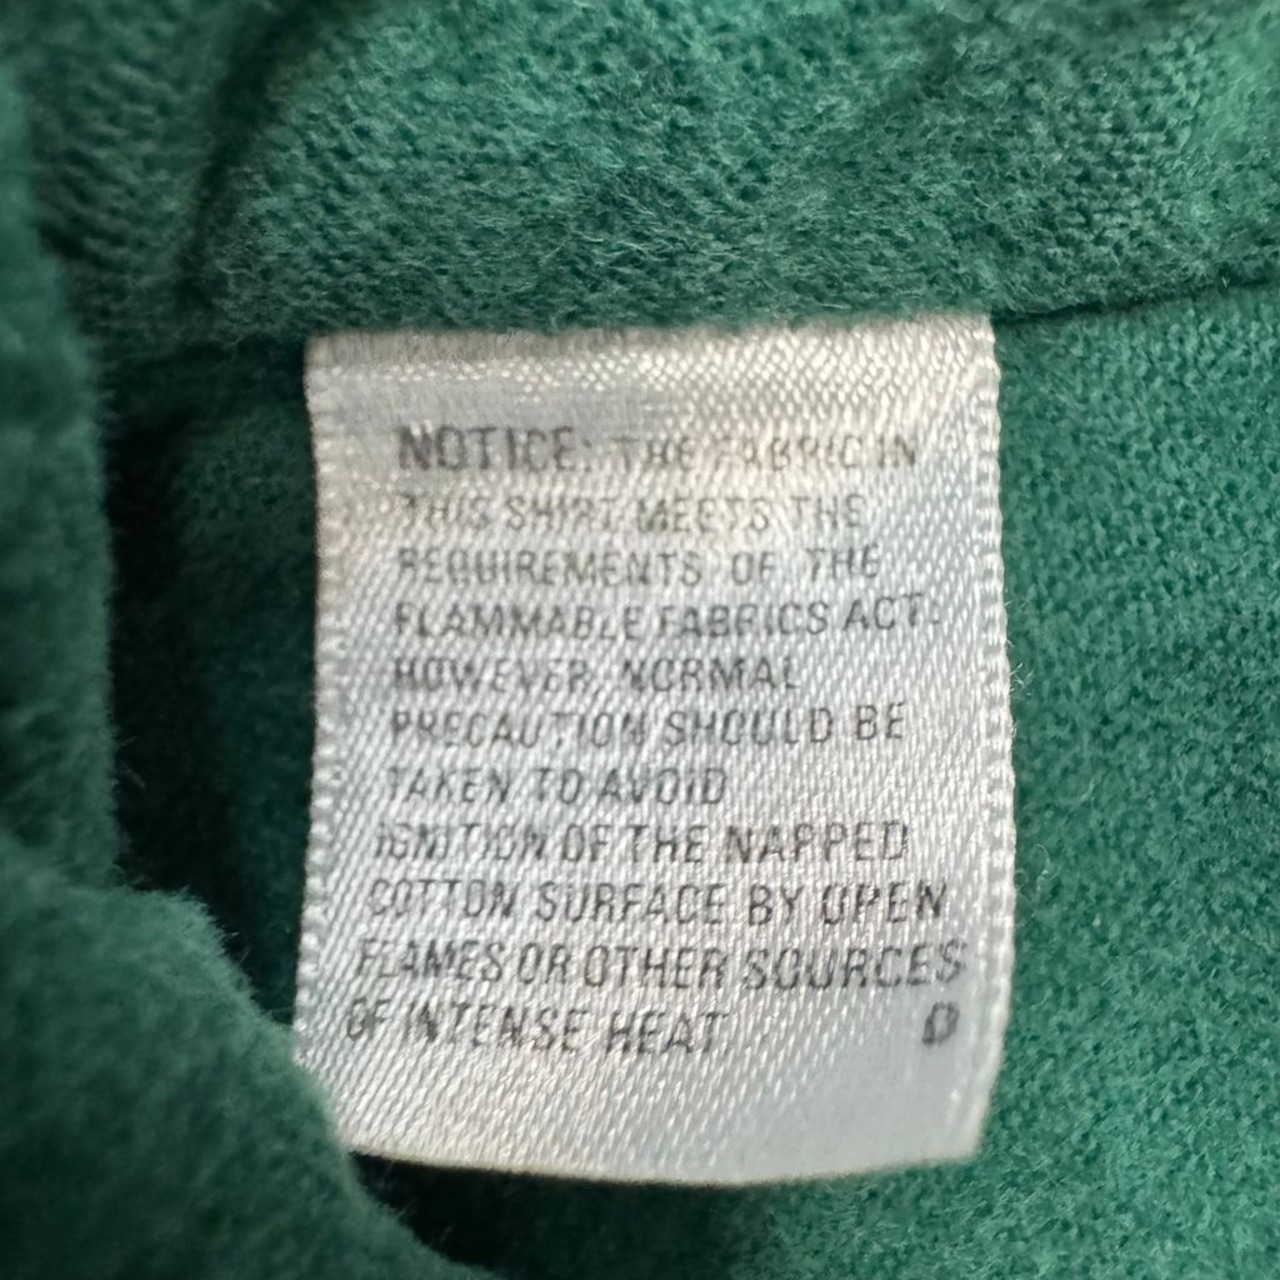 NOTICE: THE FABRIC IN
THIS SHIRT MEETS THE
REQUIREMENTS OF THE
FLAMMABLE FABRICS ACT.
HOWEVER, NORMAL
PRECAUTION SHOULD BE
TAKEN TO AVOID
IGNITION OF THE NAPPED
COTTON SURFACE BY OPEN
FLAMES OR OTHER SOURCES
OF INTENSE HEAT D